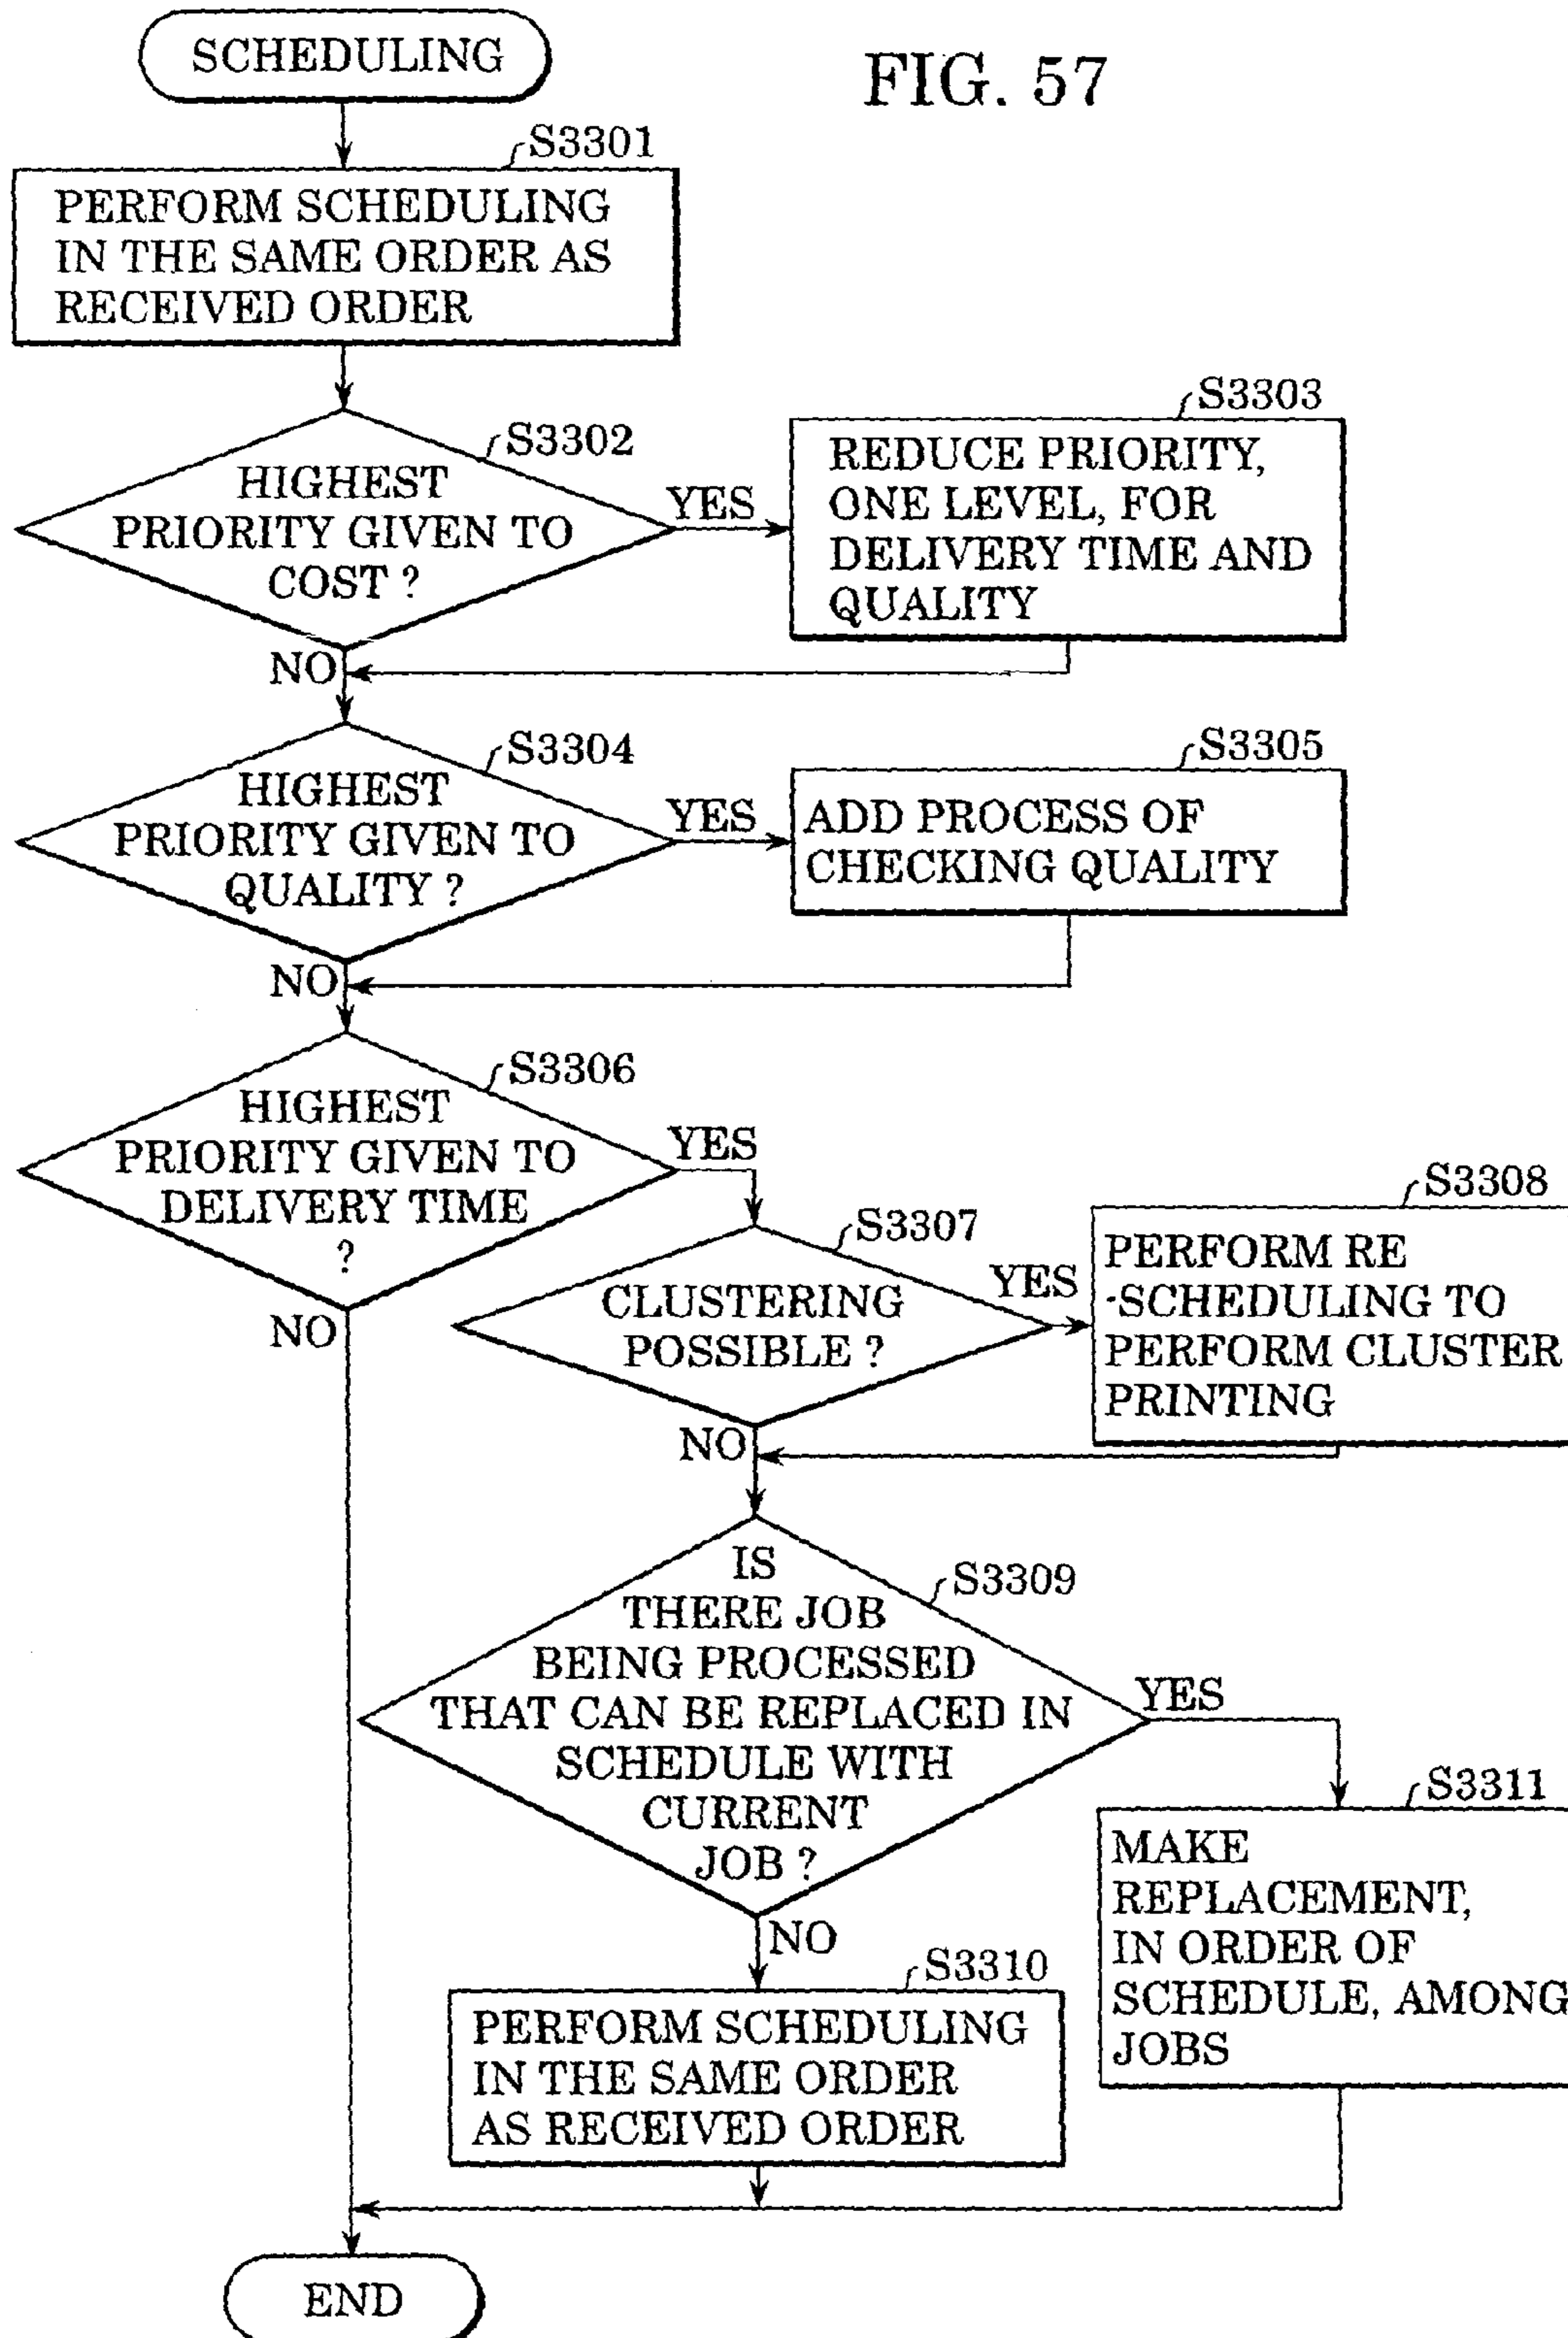 SCHEDULING
FIG. 57
S3301
PERFORM SCHEDULING
IN THE SAME ORDER AS
RECEIVED ORDER
S3302
HIGHEST
PRIORITY GIVEN TO
COST ?
YES
S3303
REDUCE PRIORITY,
ONE LEVEL, FOR
DELIVERY TIME AND
QUALITY
NO
S3304
HIGHEST
PRIORITY GIVEN TO
QUALITY ?
YES
S3305
ADD PROCESS OF
CHECKING QUALITY
NO
S3306
HIGHEST
PRIORITY GIVEN TO
DELIVERY TIME
?
YES
NO
S3307
CLUSTERING
POSSIBLE ?
YES
S3308
PERFORM RE
-SCHEDULING TO
PERFORM CLUSTER
PRINTING
NO
S3309
IS
THERE JOB
BEING PROCESSED
THAT CAN BE REPLACED IN
SCHEDULE WITH
CURRENT
JOB ?
YES
S3311
MAKE
REPLACEMENT,
IN ORDER OF
SCHEDULE, AMONG
JOBS
NO
S3310
PERFORM SCHEDULING
IN THE SAME ORDER
AS RECEIVED ORDER
END